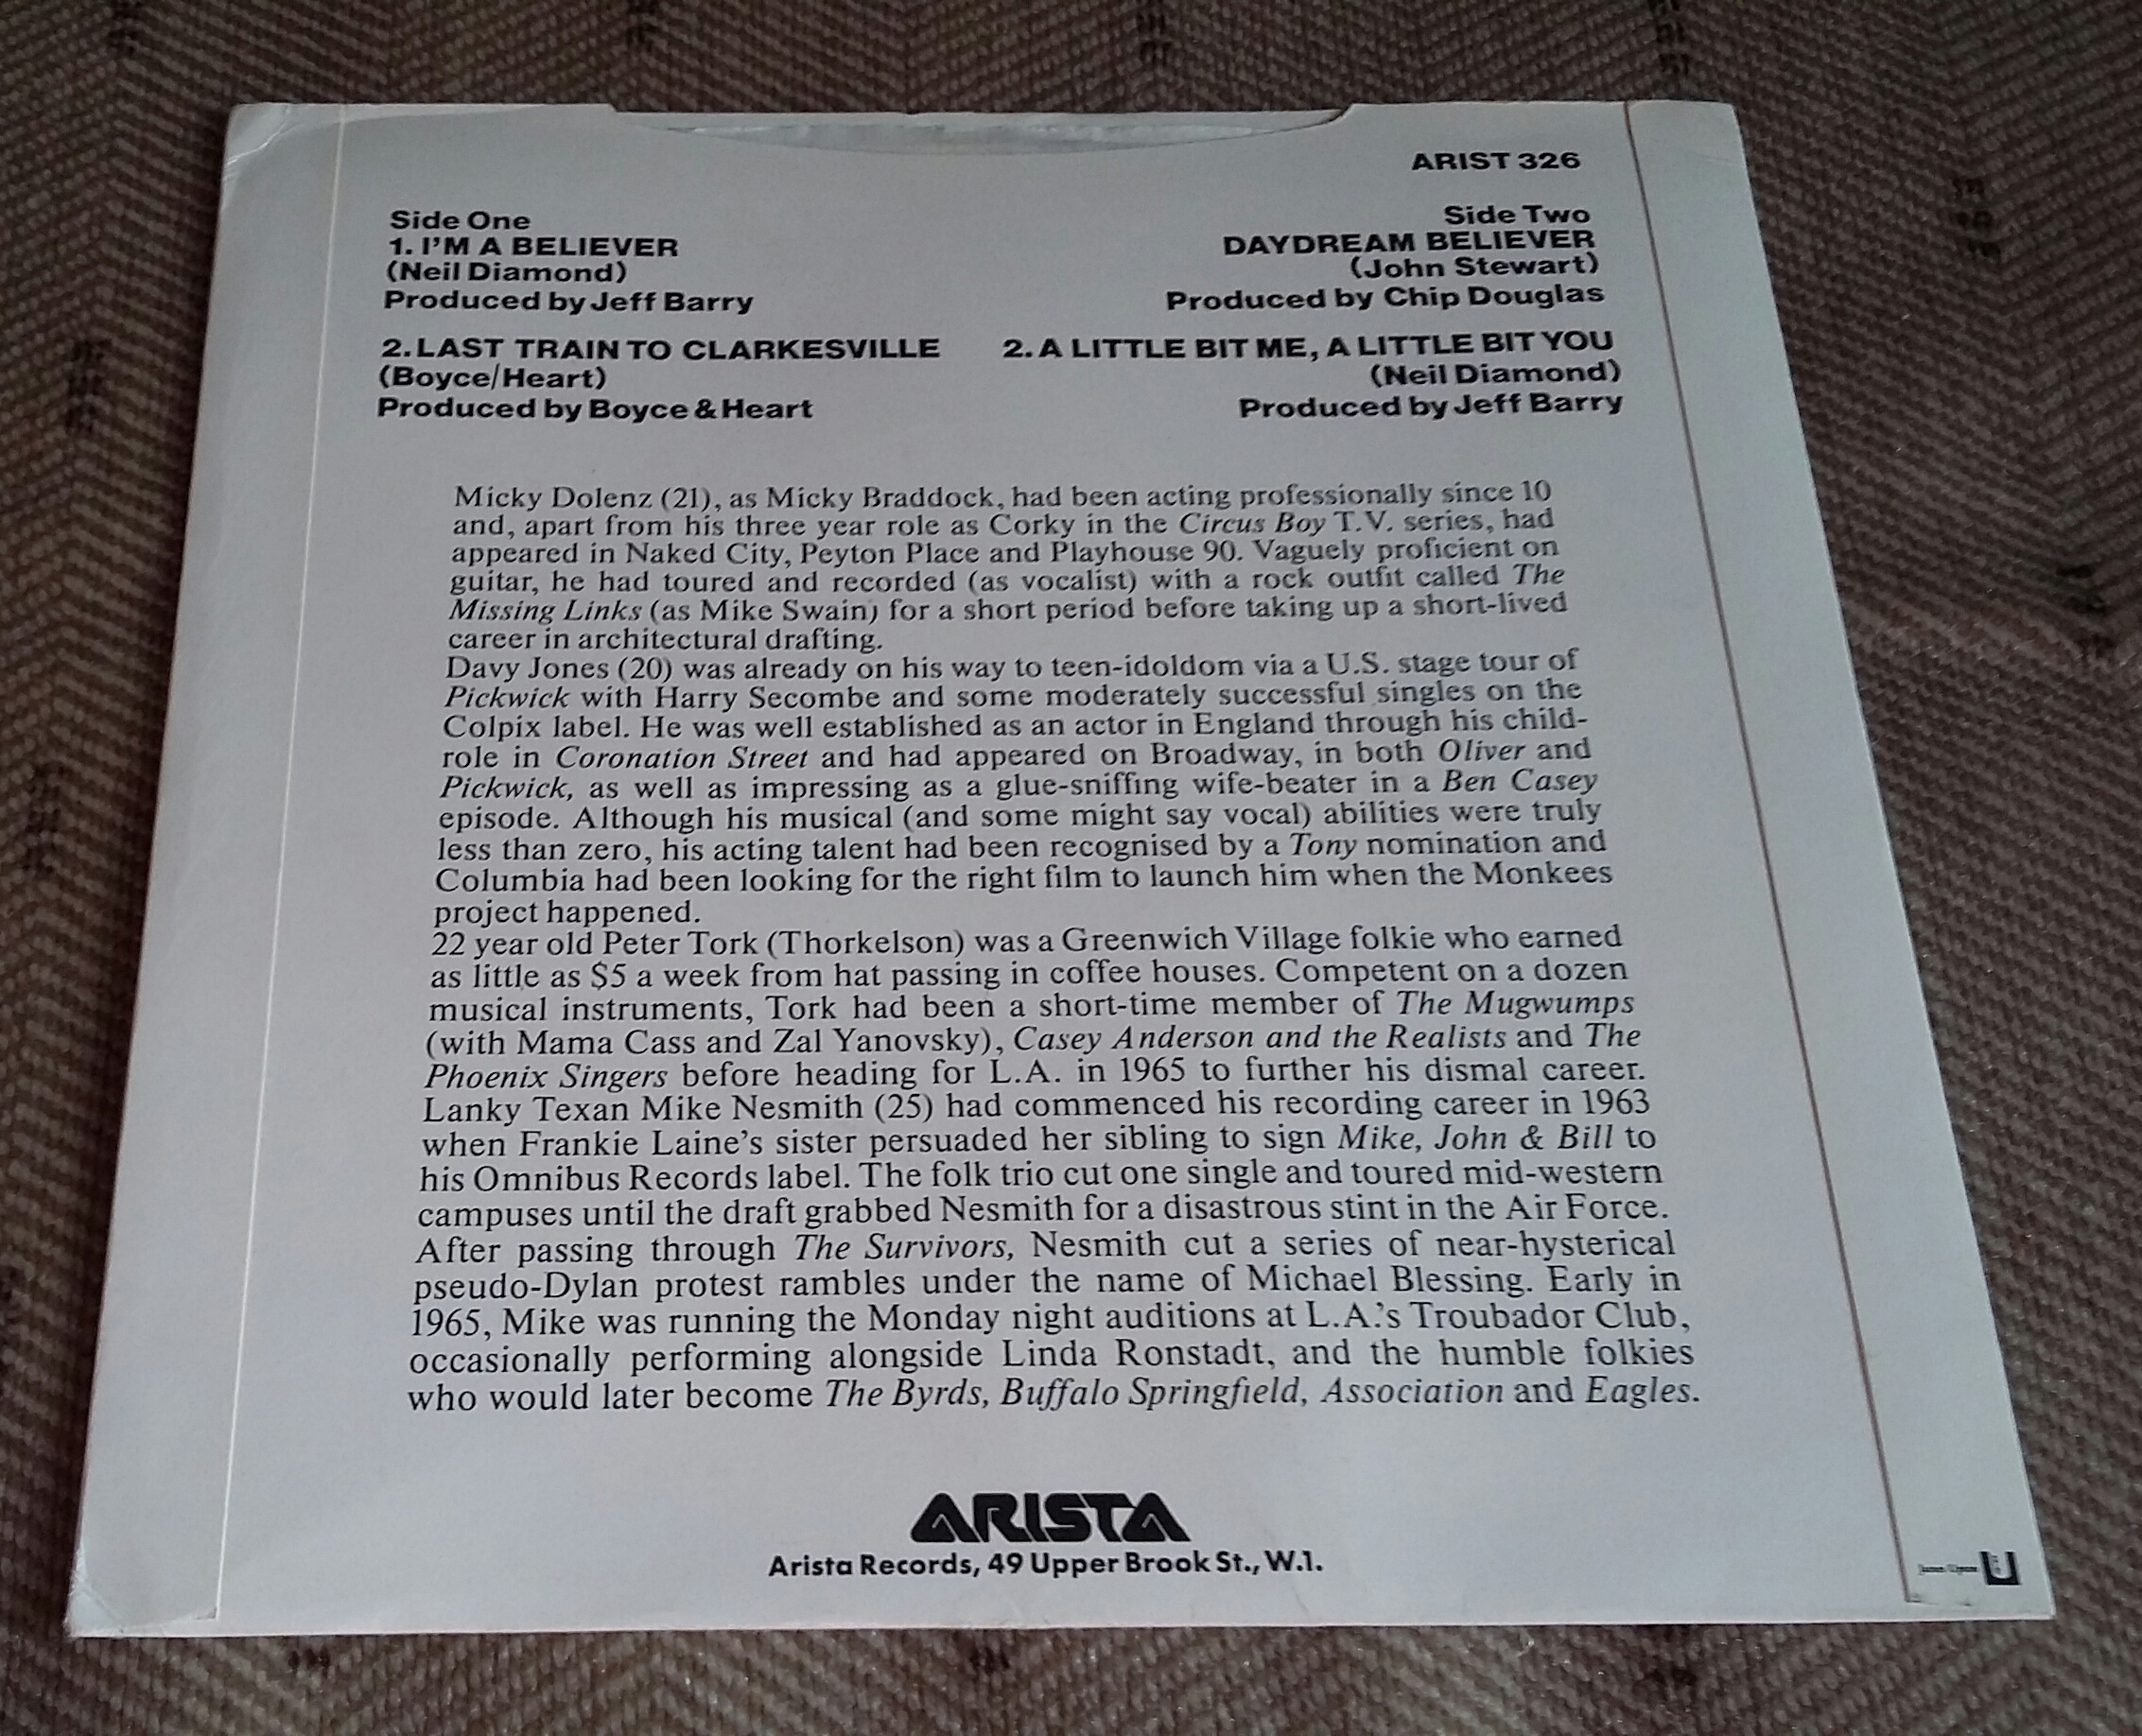 ARIST 326
Side One
1. I'M A BELIEVER
(Neil Diamond)
Produced by Jeff Barry
2. LAST TRAIN TO CLARKESVILLE
(Boyce/Heart)
Produced by Boyce & Heart
Side Two
DAYDREAM BELIEVER
(John Stewart)
Produced by Chip Douglas
2. A LITTLE BIT ME, A LITTLE BIT YOU
(Neil Diamond)
Produced by Jeff Barry
Micky Dolenz (21), as Micky Braddock, had been acting professionally since 10
and, apart from his three year role as Corky in the Circus Boy T.V. series, had
appeared in Naked City, Peyton Place and Playhouse 90. Vaguely proficient on
guitar, he had toured and recorded (as vocalist) with a rock outfit called The
Missing Links (as Mike Swain) for a short period before taking up a short-lived
career in architectural drafting.
Davy Jones (20) was already on his way to teen-idoldom via a U.S. stage tour of
Pickwick with Harry Secombe and some moderately successful singles on the
Colpix label. He was well established as an actor in England through his child-
role in Coronation Street and had appeared on Broadway, in both Oliver and
Pickwick, as well as impressing as a glue-sniffing wife-beater in a Ben Casey
episode. Although his musical (and some might say vocal) abilities were truly
less than zero, his acting talent had been recognised by a Tony nomination and
Columbia had been looking for the right film to launch him when the Monkees
project happened.
22 year old Peter Tork (Thorkelson) was a Greenwich Village folkie who earned
as little as $5 a week from hat passing in coffee houses. Competent on a dozen
musical instruments, Tork had been a short-time member of The Mugwumps
(with Mama Cass and Zal Yanovsky), Casey Anderson and the Realists and The
Phoenix Singers before heading for L.A. in 1965 to further his dismal career.
Lanky Texan Mike Nesmith (25) had commenced his recording career in 1963
when Frankie Laine's sister persuaded her sibling to sign Mike, John & Bill to
his Omnibus Records label. The folk trio cut one single and toured mid-western
campuses until the draft grabbed Nesmith for a disastrous stint in the Air Force.
After passing through The Survivors, Nesmith cut a series of near-hysterical
pseudo-Dylan protest rambles under the name of Michael Blessing. Early in
1965, Mike was running the Monday night auditions at L.A.'s Troubador Club,
occasionally performing alongside Linda Ronstadt, and the humble folkies
who would later become The Byrds, Buffalo Springfield, Association and Eagles.
ARISTA
Arista Records, 49 Upper Brook St., W.1.